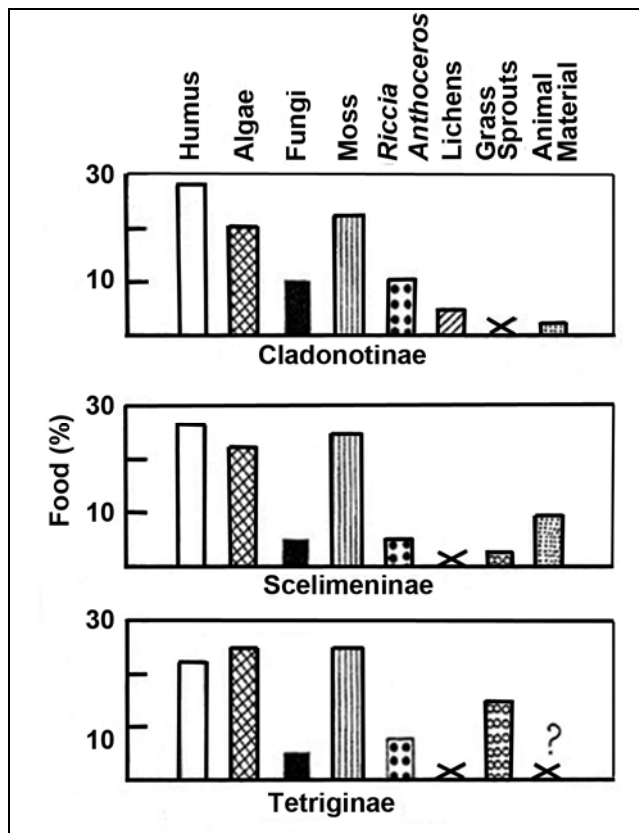 Humus
Algae
Fungi
Moss
Riccia
Anthoceros
Lichens
Grass
Sprouts
Animal
Material
Food (%)
30
10
Cladonotinae
30
10
Scelimeninae
30
10
?
Tetriginae